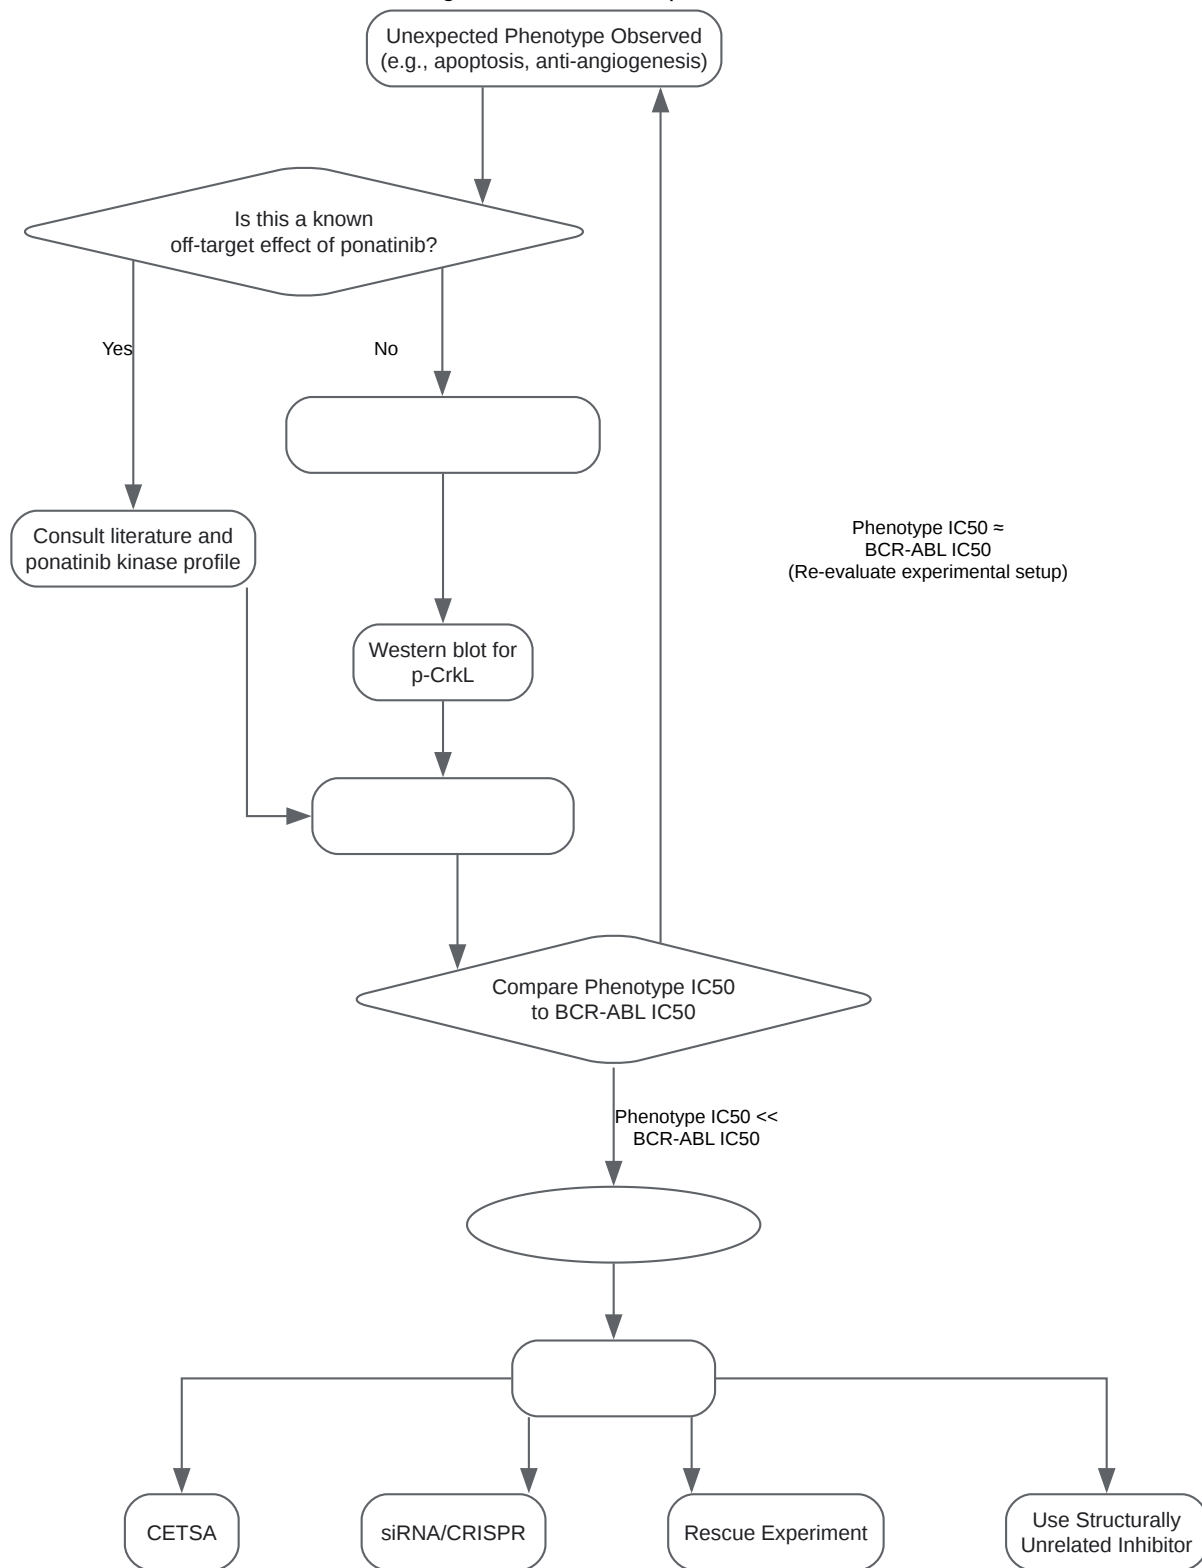 Unexpected Phenotype Observed
(e.g., apoptosis, anti-angiogenesis)
Is this a known
off-target effect of ponatinib?
Yes
No
Consult literature and
ponatinib kinase profile
Phenotype IC50 ≈
BCR-ABL IC50
(Re-evaluate experimental setup)
Western blot for
p-CrkL
Compare Phenotype IC50
to BCR-ABL IC50
Phenotype IC50 <<
BCR-ABL IC50
CETSA
siRNA/CRISPR
Rescue Experiment
Use Structurally
Unrelated Inhibitor